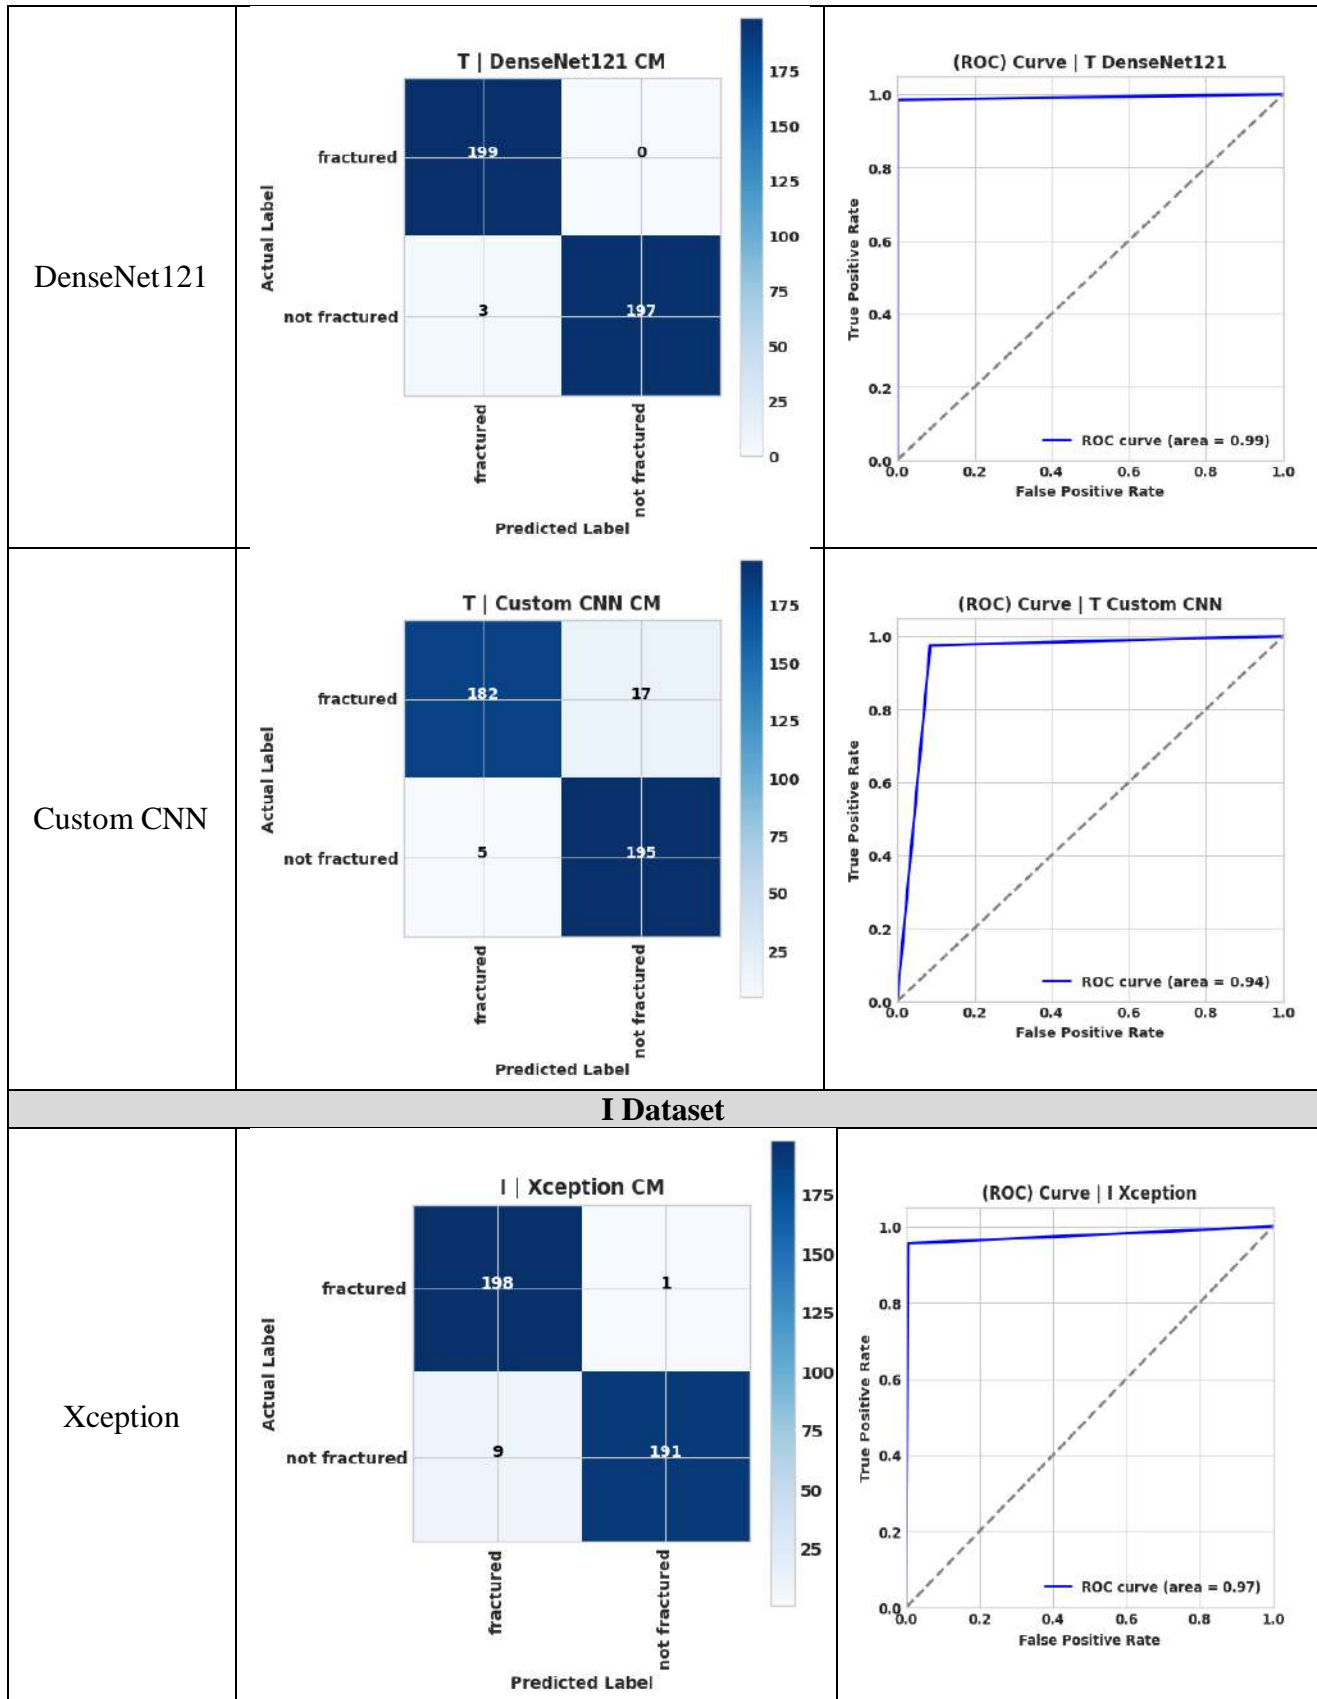 DenseNet121
T | DenseNet121 CM
Actual Label
fractured
not fractured
199
0
3
197
fractured
not fractured
Predicted Label
175
150
125
100
75
50
25
0
(ROC) Curve | T DenseNet121
True Positive Rate
1.0
0.8
0.6
0.4
0.2
0.0
0.0 0.2 0.4 0.6 0.8 1.0
False Positive Rate
ROC curve (area = 0.99)
Custom CNN
T | Custom CNN CM
Actual Label
fractured
not fractured
182
17
5
195
fractured
not fractured
Predicted Label
175
150
125
100
75
50
25
(ROC) Curve | T Custom CNN
True Positive Rate
1.0
0.8
0.6
0.4
0.2
0.0
0.0 0.2 0.4 0.6 0.8 1.0
False Positive Rate
ROC curve (area = 0.94)
I Dataset
Xception
I | Xception CM
Actual Label
fractured
not fractured
198
1
9
191
fractured
not fractured
Predicted Label
175
150
125
100
75
50
25
(ROC) Curve | I Xception
True Positive Rate
1.0
0.8
0.6
0.4
0.2
0.0
0.0 0.2 0.4 0.6 0.8 1.0
False Positive Rate
ROC curve (area = 0.97)